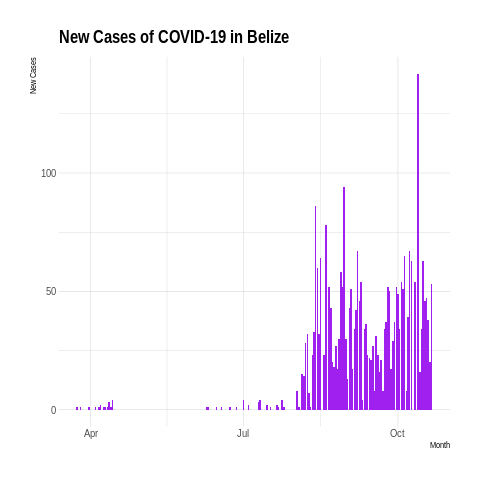 New Cases of COVID-19 in Belize
New Cases
100
50
0
Apr
Jul
Oct
Month